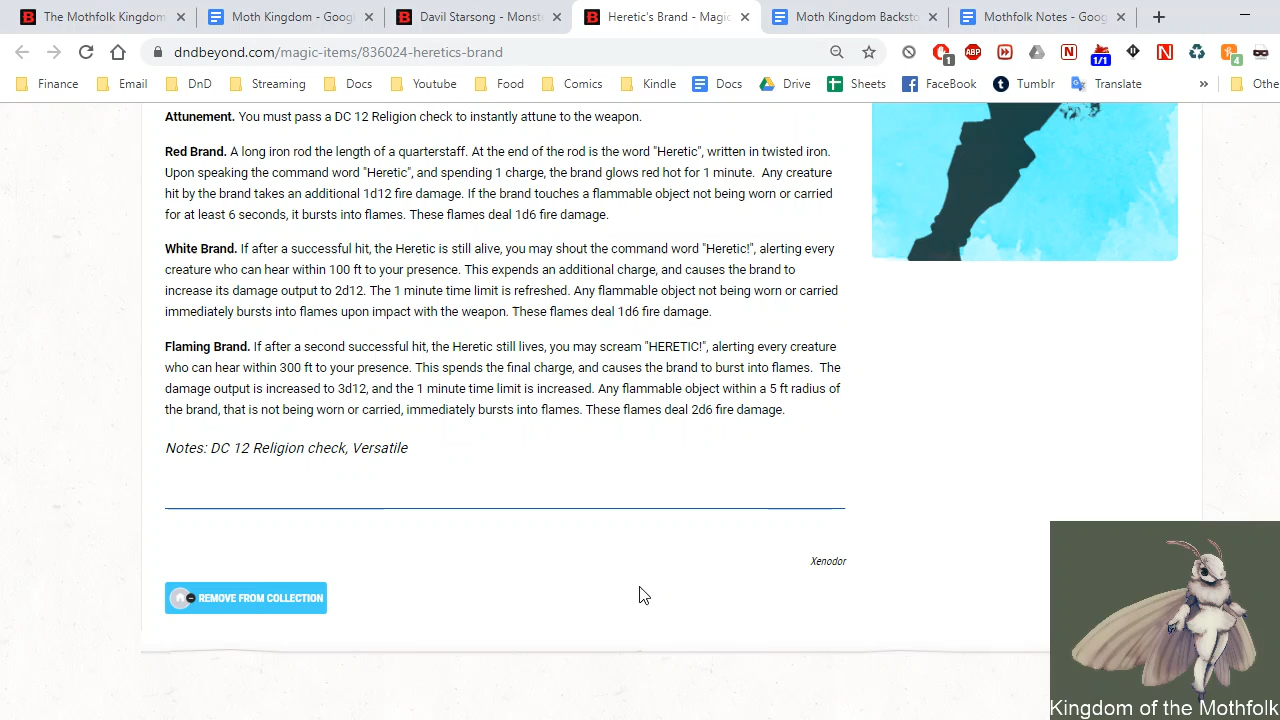 The Mothfolk Kingdom
Moth Kingdom - Goog
Davil Starsong - Monst
Heretics Brand - Magic
Moth Kingdom Backsto
Mothfolk Notes - Goog
dndbeyond.com/magic-items/836024-heretics-brand
1
ABP
N
1/1
N
4
Finance
Email
DnD
Streaming
Docs
Youtube
Food
Comics
Kindle
Docs
Drive
Sheets
FaceBook
Tumblr
Translate
»
Othe
Attunement. You must pass a DC 12 Religion check to instantly attune to the weapon.
Red Brand. A long iron rod the length of a quarterstaff. At the end of the rod is the word "Heretic", written in twisted iron.
Upon speaking the command word "Heretic", and spending 1 charge, the brand glows red hot for 1 minute. Any creature
hit by the brand takes an additional 1d12 fire damage. If the brand touches a flammable object not being worn or carried
for at least 6 seconds, it bursts into flames. These flames deal 1d6 fire damage.
White Brand. If after a successful hit, the Heretic is still alive, you may shout the command word "Heretic!", alerting every
creature who can hear within 100 ft to your presence. This expends an additional charge, and causes the brand to
increase its damage output to 2d12. The 1 minute time limit is refreshed. Any flammable object not being worn or carried
immediately bursts into flames upon impact with the weapon. These flames deal 1d6 fire damage.
Flaming Brand. If after a second successful hit, the Heretic still lives, you may scream "HERETIC!", alerting every creature
who can hear within 300 ft to your presence. This spends the final charge, and causes the brand to burst into flames. The
damage output is increased to 3d12, and the 1 minute time limit is increased. Any flammable object within a 5 ft radius of
the brand, that is not being worn or carried, immediately bursts into flames. These flames deal 2d6 fire damage.
Notes: DC 12 Religion check, Versatile
Xenodor
REMOVE FROM COLLECTION
Kingdom of the Mothfolk